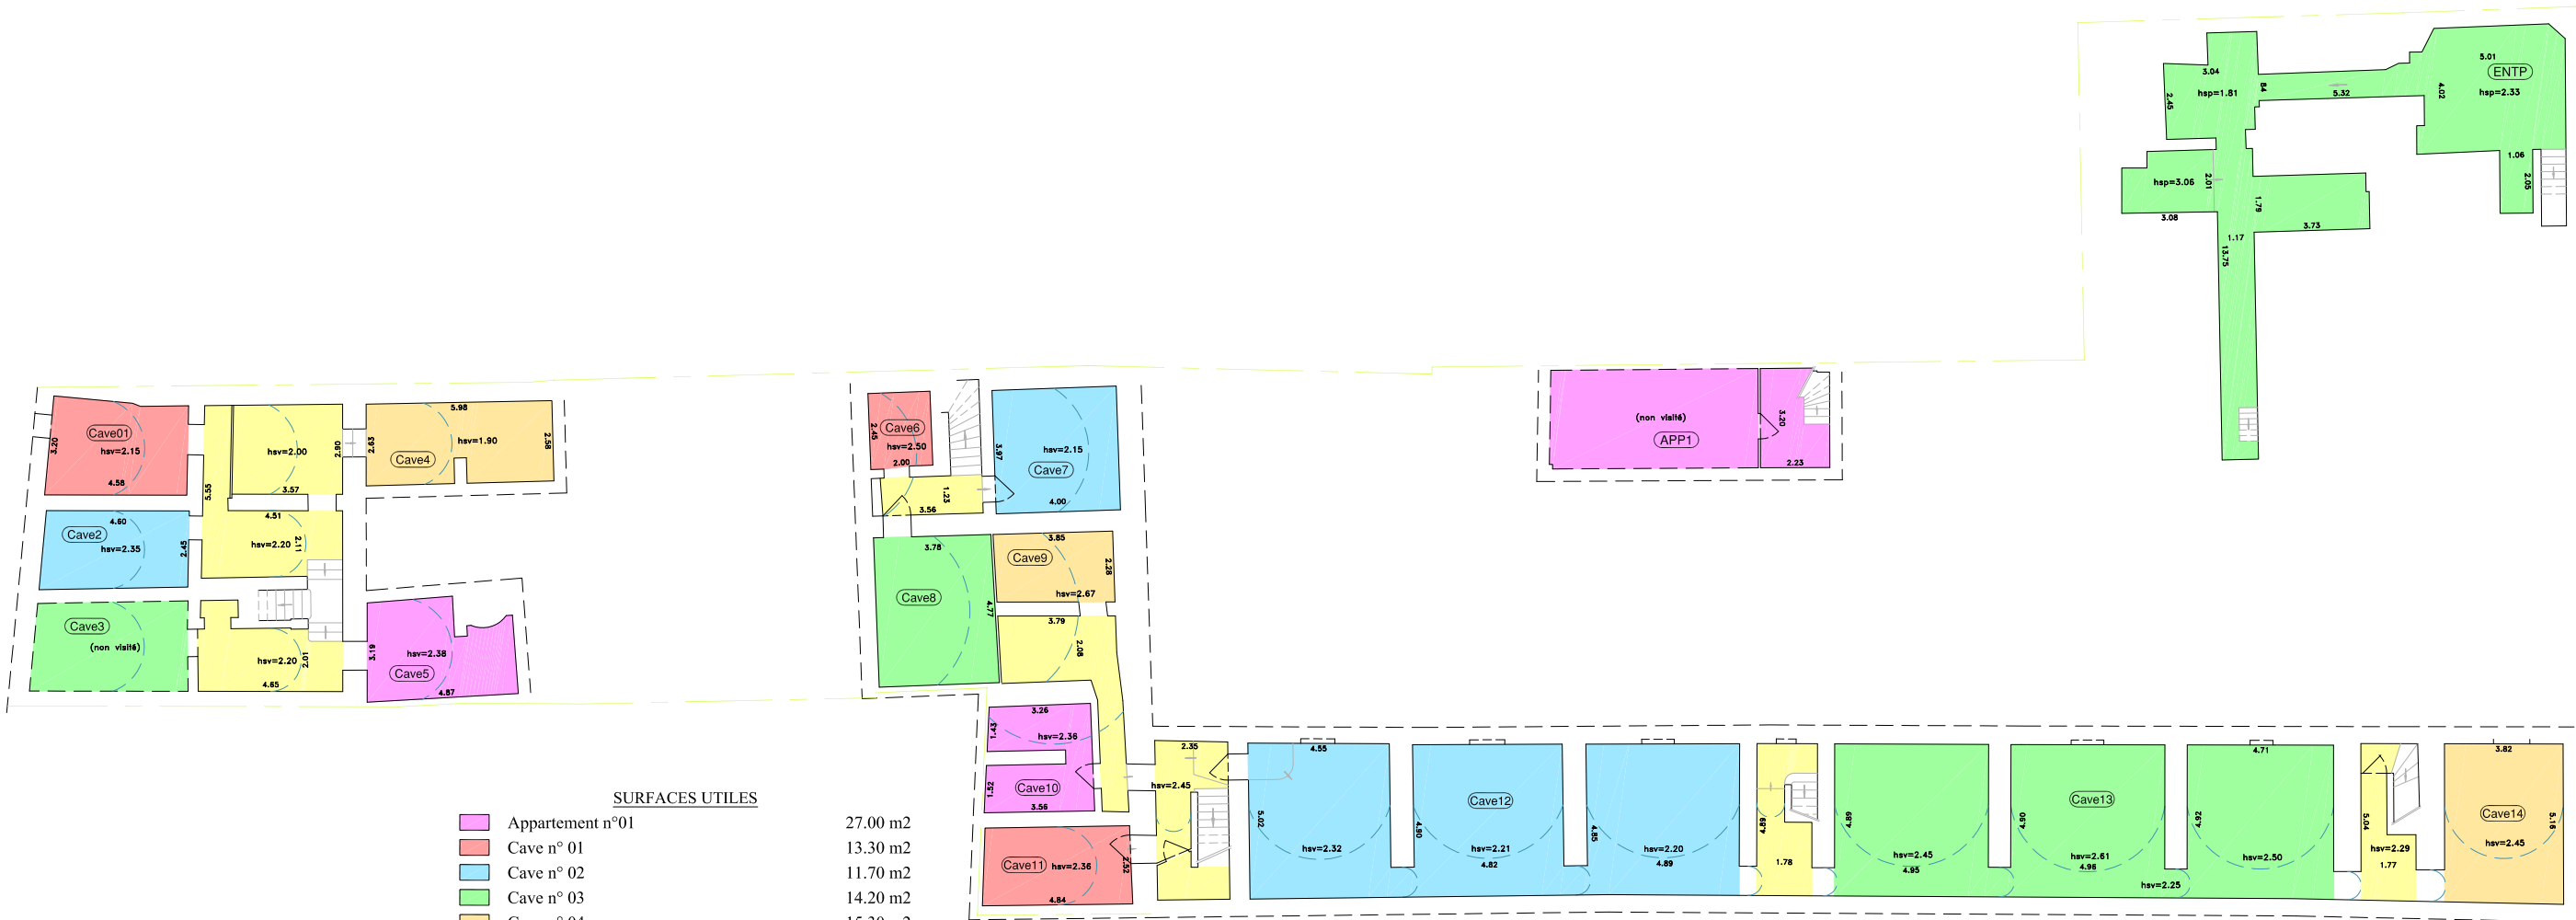 5.01
ENTP
hsp=2.33
4.02
1.06
2.05
3.04
hsp=1.81
2.45
84
5.32
hsp=3.06
2.01
3.08
1.79
3.73
1.17
13.75
Cave01
hsv=2.15
3.20
4.58
5.55
hsv=2.00
2.90
3.57
5.98
2.63
hsv=1.90
2.58
Cave4
4.60
Cave2
hsv=2.35
2.45
4.51
hsv=2.20
2.11
Cave3
(non visité)
hsv=2.20
2.01
4.65
3.19
hsv=2.38
Cave5
4.87
2.45
Cave6
hsv=2.50
2.00
1.23
3.56
3.97
hsv=2.15
Cave7
4.00
3.78
Cave8
4.77
3.85
Cave9
2.28
hsv=2.67
3.79
2.08
3.26
1.43
hsv=2.36
1.52
Cave10
3.56
Cave11
hsv=2.36
2.52
4.84
2.35
hsv=2.45
(non visité)
APP1
3.20
2.23
4.55
5.02
hsv=2.32
4.90
Cave12
hsv=2.21
4.82
4.85
hsv=2.20
4.89
4.89
1.78
4.89
hsv=2.45
4.95
4.90
Cave13
hsv=2.61
4.96
4.71
4.92
hsv=2.50
hsv=2.25
5.04
hsv=2.29
1.77
3.82
Cave14
5.16
hsv=2.45
SURFACES UTILES
Appartement n°01 27.00 m2
Cave n° 01 13.30 m2
Cave n° 02 11.70 m2
Cave n° 03 14.20 m2